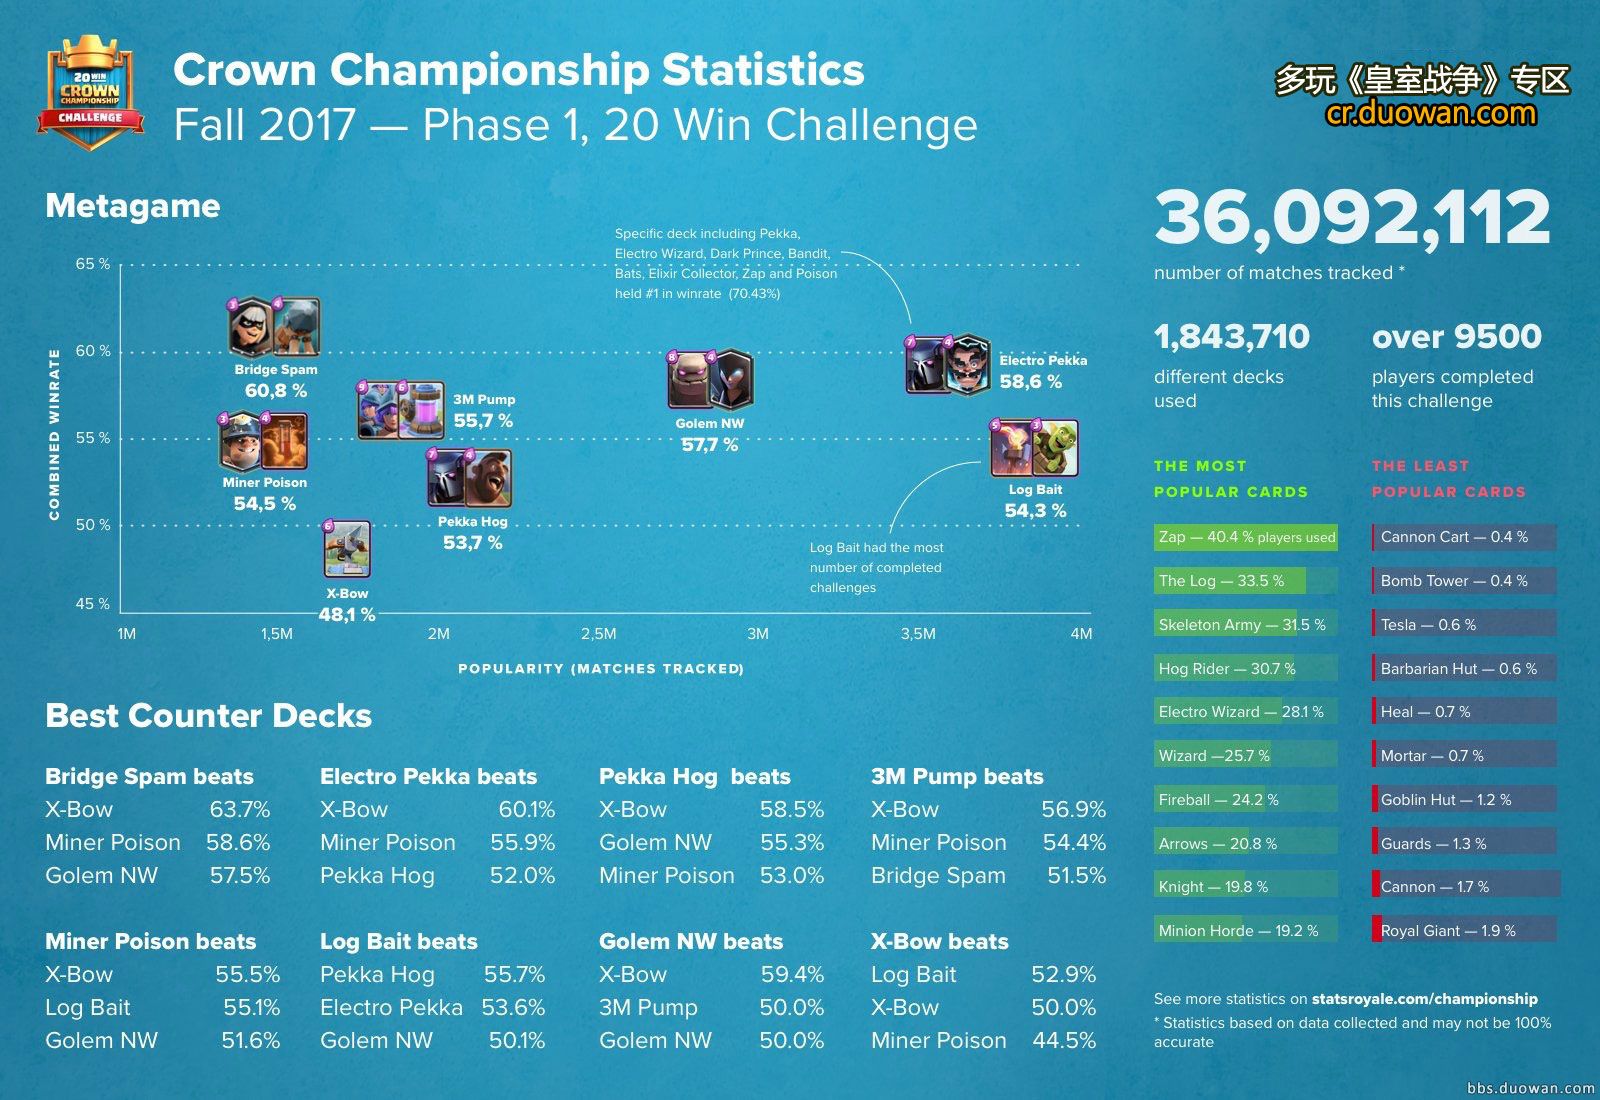 20 WIN
CROWN
CHAMPIONSHIP
CHALLENGE
Crown Championship Statistics
Fall 2017 — Phase 1, 20 Win Challenge
多玩《皇室战争》专区
cr.duowan.com
Metagame
Specific deck including Pekka,
Electro Wizard, Dark Prince, Bandit,
Bats, Elixir Collector, Zap and Poison
held #1 in winrate (70.43%)
COMBINED WINRATE
65 %
60 %
55 %
50 %
45 %
3 4
Bridge Spam
60,8 %
3 4
Miner Poison
54,5 %
9 6
3M Pump
55,7 %
7 4
Pekka Hog
53,7 %
6
X-Bow
48,1 %
8 4
Golem NW
57,7 %
7 4
Electro Pekka
58,6 %
5 3
Log Bait
54,3 %
Log Bait had the most
number of completed
challenges
1M 1,5M 2M 2,5M 3M 3,5M 4M
POPULARITY (MATCHES TRACKED)
36,092,112
number of matches tracked *
1,843,710
different decks
used
over 9500
players completed
this challenge
THE MOST
POPULAR CARDS
Zap — 40.4 % players used
The Log — 33.5 %
Skeleton Army — 31.5 %
Hog Rider — 30.7 %
Electro Wizard — 28.1 %
Wizard —25.7 %
Fireball — 24.2 %
Arrows — 20.8 %
Knight — 19.8 %
Minion Horde — 19.2 %
THE LEAST
POPULAR CARDS
Cannon Cart — 0.4 %
Bomb Tower — 0.4 %
Tesla — 0.6 %
Barbarian Hut — 0.6 %
Heal — 0.7 %
Mortar — 0.7 %
Goblin Hut — 1.2 %
Guards — 1.3 %
Cannon — 1.7 %
Royal Giant — 1.9 %
Best Counter Decks
Bridge Spam beats
X-Bow 63.7%
Miner Poison 58.6%
Golem NW 57.5%
Electro Pekka beats
X-Bow 60.1%
Miner Poison 55.9%
Pekka Hog 52.0%
Pekka Hog beats
X-Bow 58.5%
Golem NW 55.3%
Miner Poison 53.0%
3M Pump beats
X-Bow 56.9%
Miner Poison 54.4%
Bridge Spam 51.5%
Miner Poison beats
X-Bow 55.5%
Log Bait 55.1%
Golem NW 51.6%
Log Bait beats
Pekka Hog 55.7%
Electro Pekka 53.6%
Golem NW 50.1%
Golem NW beats
X-Bow 59.4%
3M Pump 50.0%
Golem NW 50.0%
X-Bow beats
Log Bait 52.9%
X-Bow 50.0%
Miner Poison 44.5%
See more statistics on statsroyale.com/championship
* Statistics based on data collected and may not be 100%
accurate
bbs.duowan.com